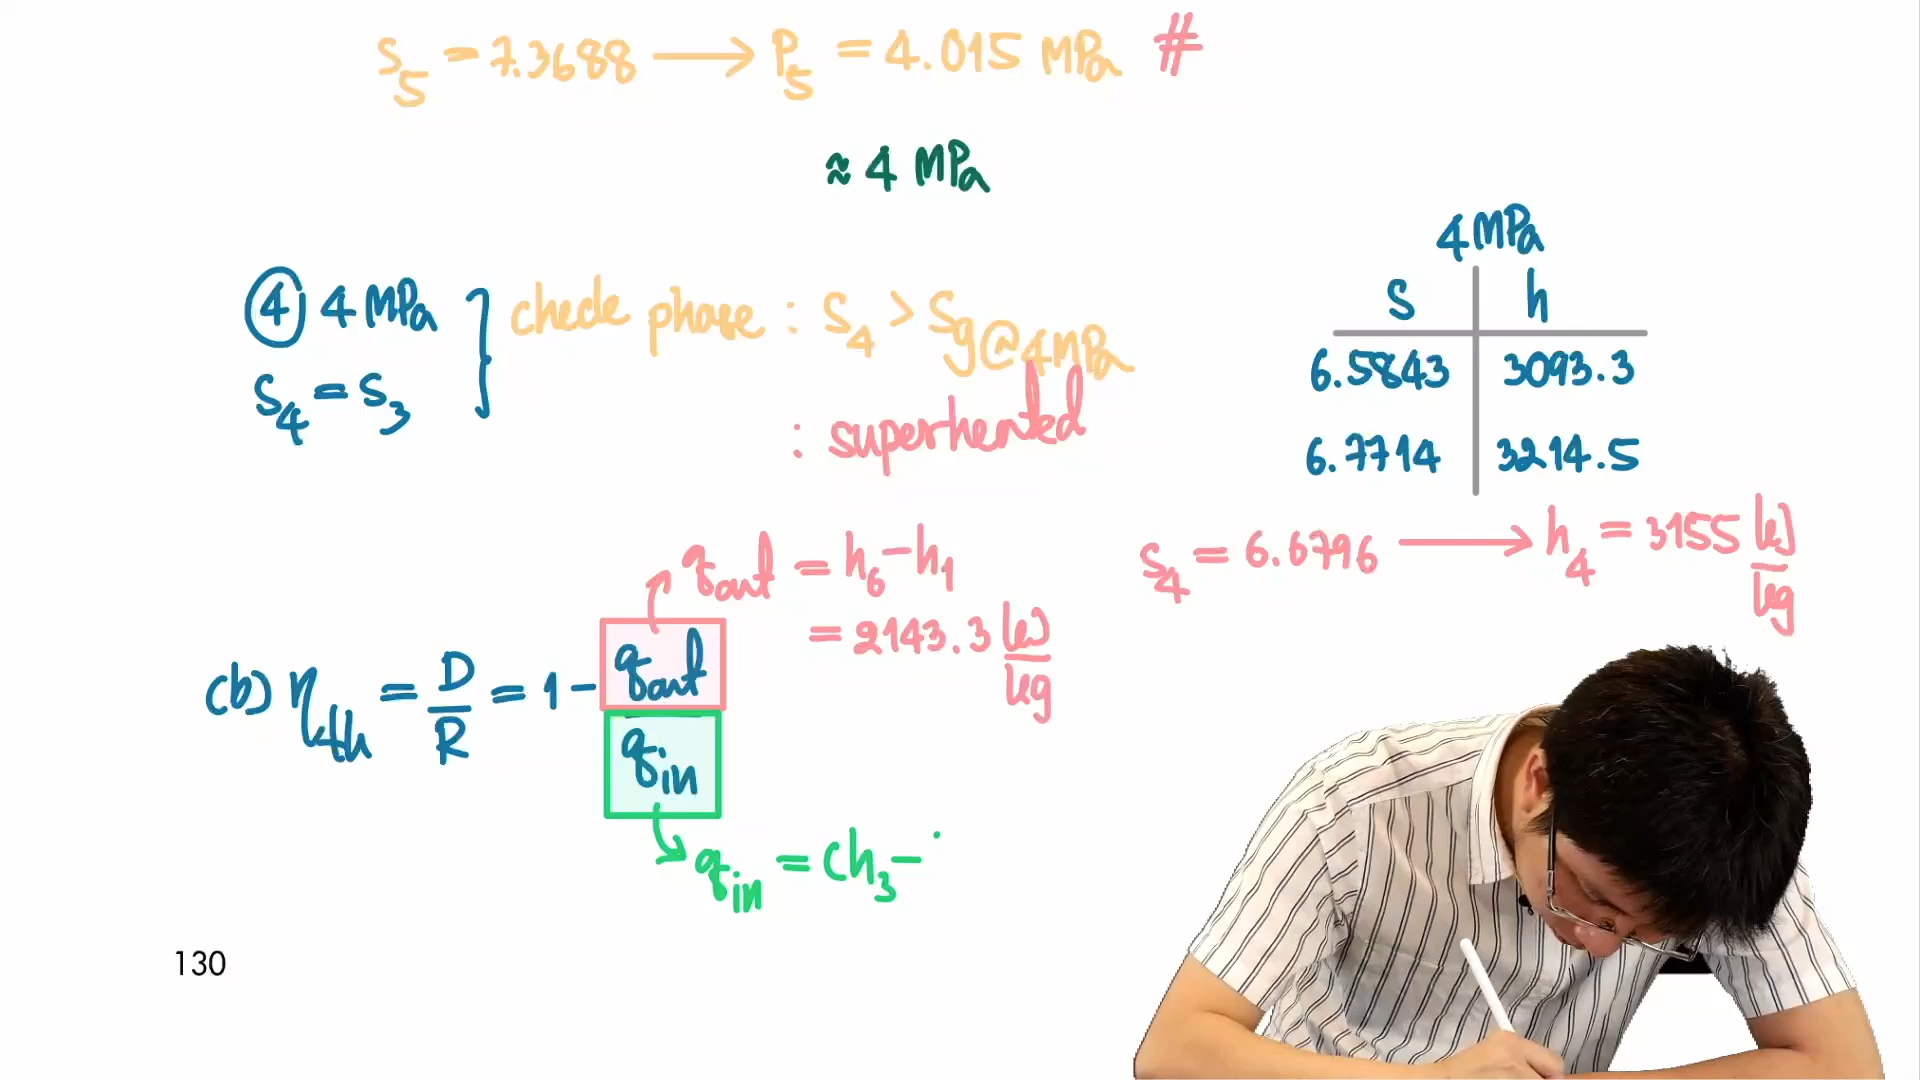 s₅ = 7.3688 ⟶ P₅ = 4.015 MPa #
≈ 4 MPa
④ 4 MPa
s₄ = s₃
check phase : s₄ > sg@4MPa
: superheated
4 MPa
s h
6.5843 3093.3
6.7714 3214.5
s₄ = 6.6796 ⟶ h₄ = 3155 kJ/kg
qout = h₆ - h₁
= 2143.3 kJ/kg
(b) ηth = D/R = 1 - qout/qin
qin = (h₃ -
130